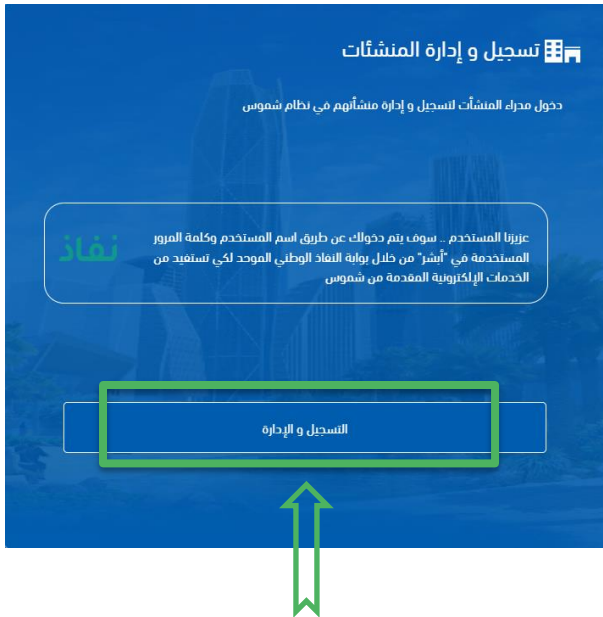 تسجيل و إدارة المنشئات
دخول مدراء المنشأت لتسجيل و إدارة منشأتهم في نظام شموس
عزيزنا المستخدم .. سوف يتم دخولك عن طريق اسم المستخدم وكلمة المرور
المستخدمة في "أبشر" من خلال بوابة النفاذ الوطني الموحد لكي تستفيد من
الخدمات الإلكترونية المقدمة من شموس
نفاذ
التسجيل و الإدارة